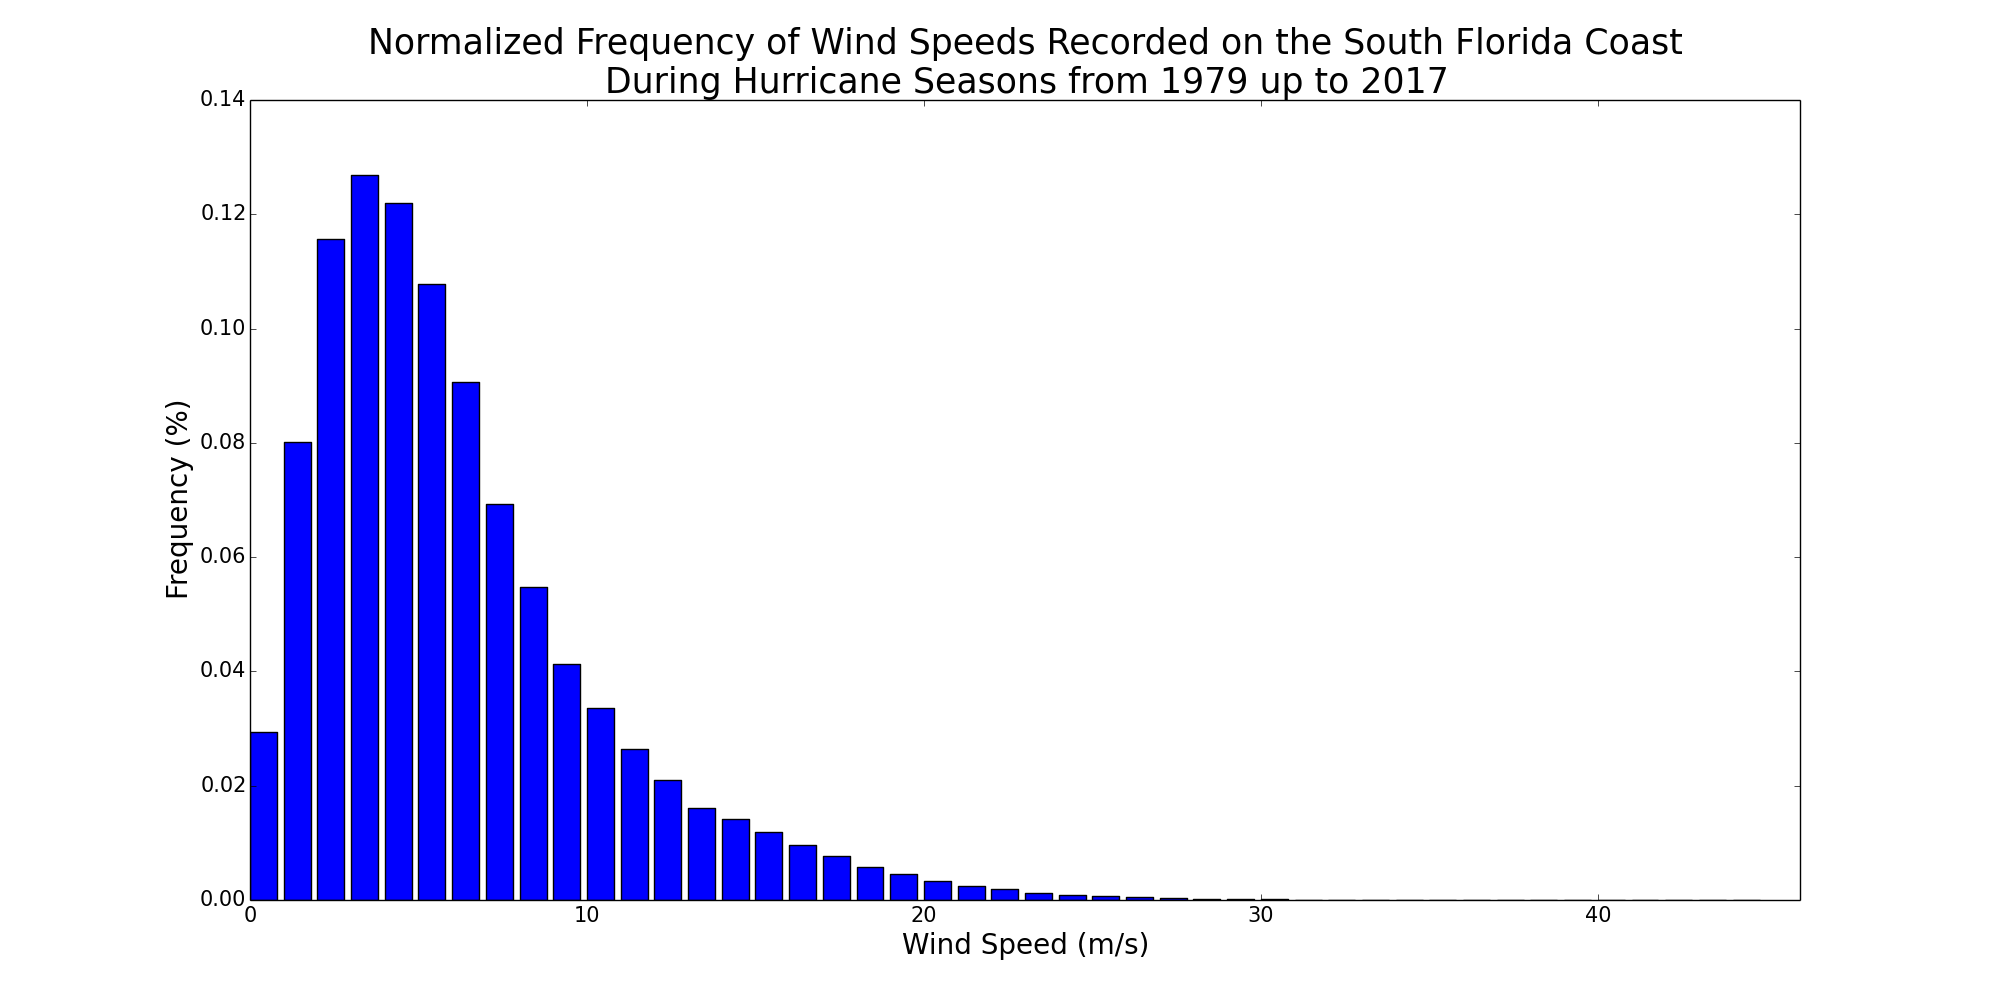 Normalized Frequency of Wind Speeds Recorded on the South Florida Coast
During Hurricane Seasons from 1979 up to 2017
0.14
0.12
0.10
0.08
0.06
0.04
0.02
0.00
Frequency (%)
0 10 20 30 40
Wind Speed (m/s)